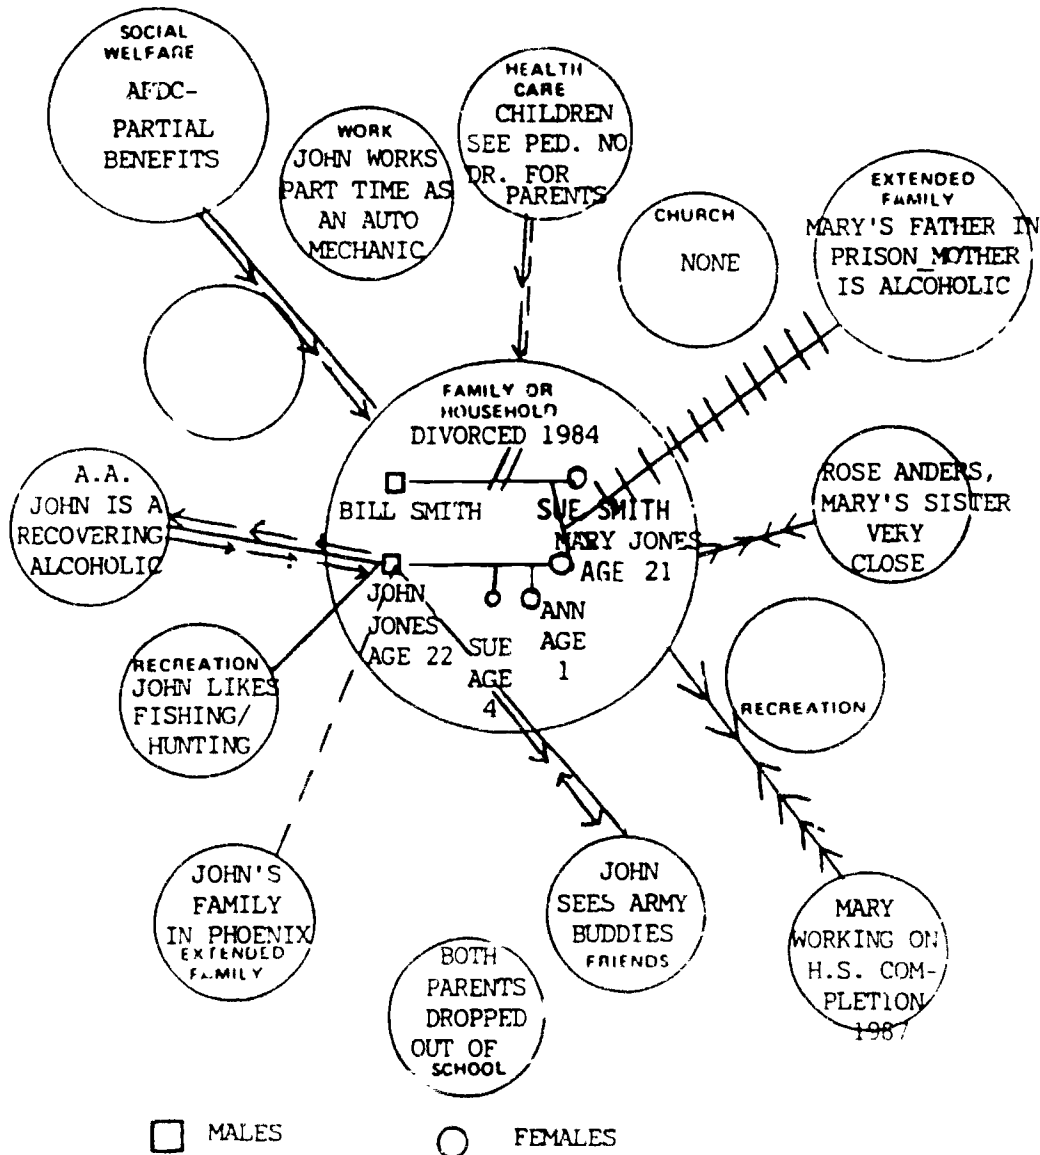 SOCIAL
WELFARE
AFDC-
PARTIAL
BENEFITS
WORK
JOHN WORKS
PART TIME AS
AN AUTO
MECHANIC
HEALTH
CARE
CHILDREN
SEE PED. NO
DR. FOR
PARENTS
CHURCH
NONE
EXTENDED
FAMILY
MARY'S FATHER IN
PRISON MOTHER
IS ALCOHOLIC
FAMILY OR
HOUSEHOLD
DIVORCED 1984
BILL SMITH
SUE SMITH
MARY JONES
AGE 21
JOHN
JONES
AGE 22
SUE
AGE
4
ANN
AGE
1
A.A.
JOHN IS A
RECOVERING
ALCOHOLIC
ROSE ANDERS,
MARY'S SISTER
VERY
CLOSE
RECREATION
JOHN LIKES
FISHING/
HUNTING
RECREATION
JOHN'S
FAMILY
IN PHOENIX
EXTENDED
FAMILY
JOHN
SEES ARMY
BUDDIES
FRIENDS
MARY
WORKING ON
H.S. COM-
PLETION
1987
BOTH
PARENTS
DROPPED
OUT OF
SCHOOL
MALES
FEMALES